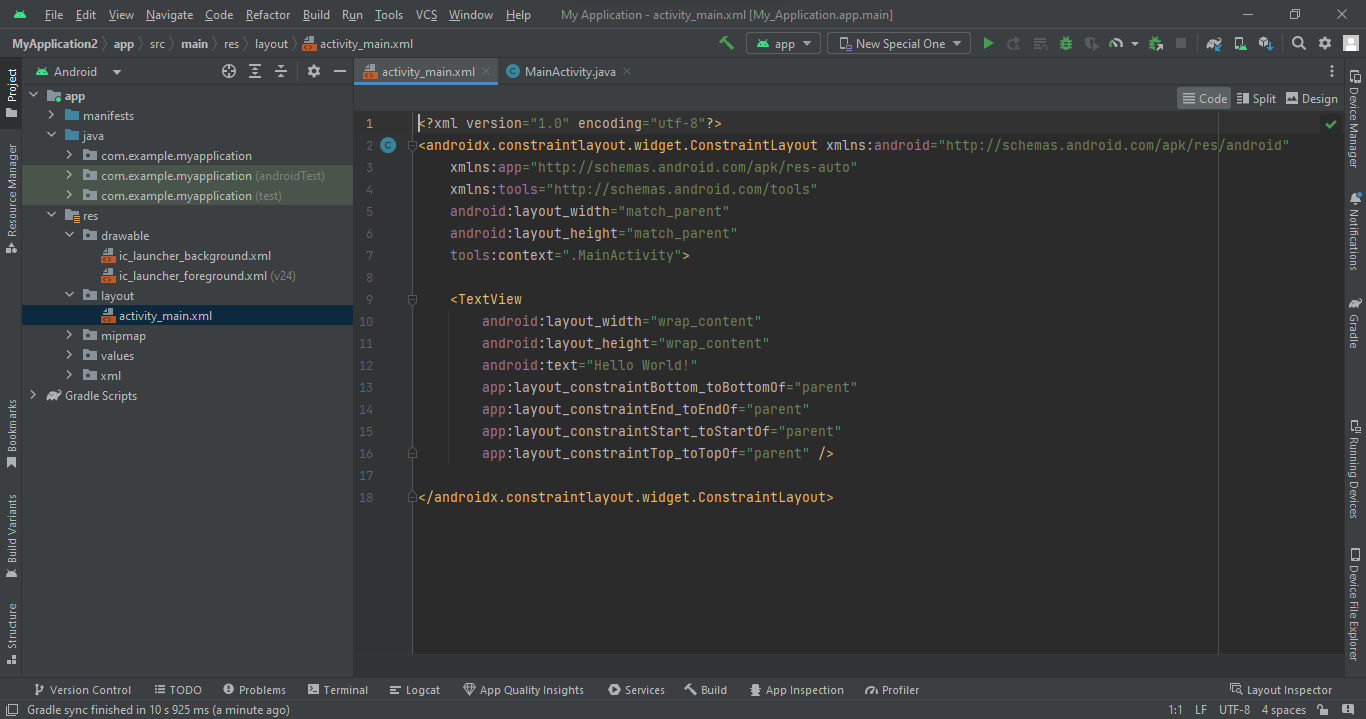 File Edit View Navigate Code Refactor Build Run Tools VCS Window Help My Application - activity_main.xml [My_Application.app.main]
MyApplication2 app src main res layout activity_main.xml app New Special One
Project
Resource Manager
Bookmarks
Build Variants
Structure
Android
app
manifests
java
com.example.myapplication
com.example.myapplication (androidTest)
com.example.myapplication (test)
res
drawable
ic_launcher_background.xml
ic_launcher_foreground.xml (v24)
layout
activity_main.xml
mipmap
values
xml
Gradle Scripts
activity_main.xml MainActivity.java
Code Split Design
1 <?xml version="1.0" encoding="utf-8"?>
2 <androidx.constraintlayout.widget.ConstraintLayout xmlns:android="http://schemas.android.com/apk/res/android"
3 xmlns:app="http://schemas.android.com/apk/res-auto"
4 xmlns:tools="http://schemas.android.com/tools"
5 android:layout_width="match_parent"
6 android:layout_height="match_parent"
7 tools:context=".MainActivity">
8
9 <TextView
10 android:layout_width="wrap_content"
11 android:layout_height="wrap_content"
12 android:text="Hello World!"
13 app:layout_constraintBottom_toBottomOf="parent"
14 app:layout_constraintEnd_toEndOf="parent"
15 app:layout_constraintStart_toStartOf="parent"
16 app:layout_constraintTop_toTopOf="parent" />
17
18 </androidx.constraintlayout.widget.ConstraintLayout>
Device Manager
Notifications
Gradle
Running Devices
Device File Explorer
Version Control TODO Problems Terminal Logcat App Quality Insights Services Build App Inspection Profiler Layout Inspector
Gradle sync finished in 10 s 925 ms (a minute ago) 1:1 LF UTF-8 4 spaces